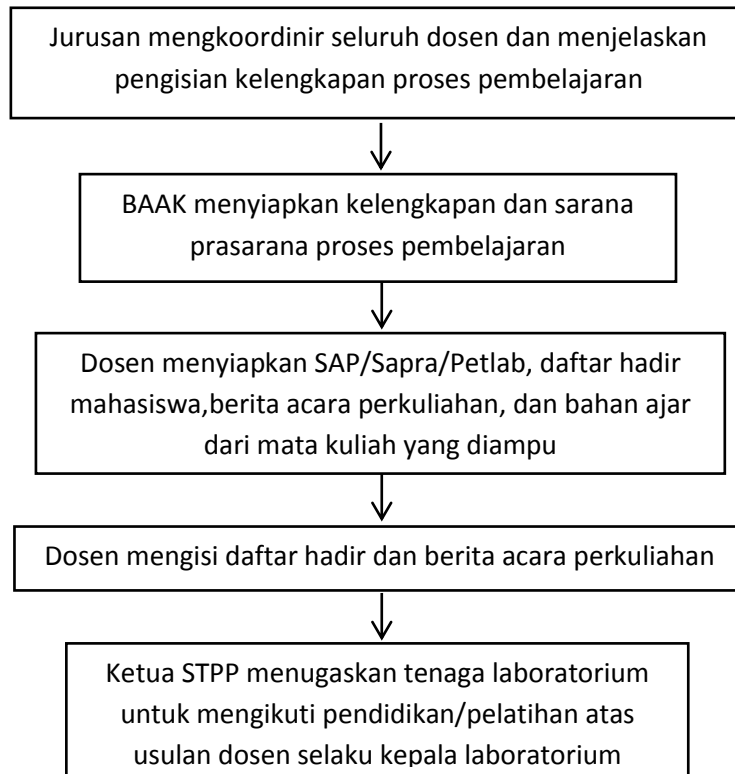 Jurusan mengkoordinir seluruh dosen dan menjelaskan
pengisian kelengkapan proses pembelajaran
BAAK menyiapkan kelengkapan dan sarana
prasarana proses pembelajaran
Dosen menyiapkan SAP/Sapra/Petlab, daftar hadir
mahasiswa,berita acara perkuliahan, dan bahan ajar
dari mata kuliah yang diampu
Dosen mengisi daftar hadir dan berita acara perkuliahan
Ketua STPP menugaskan tenaga laboratorium
untuk mengikuti pendidikan/pelatihan atas
usulan dosen selaku kepala laboratorium